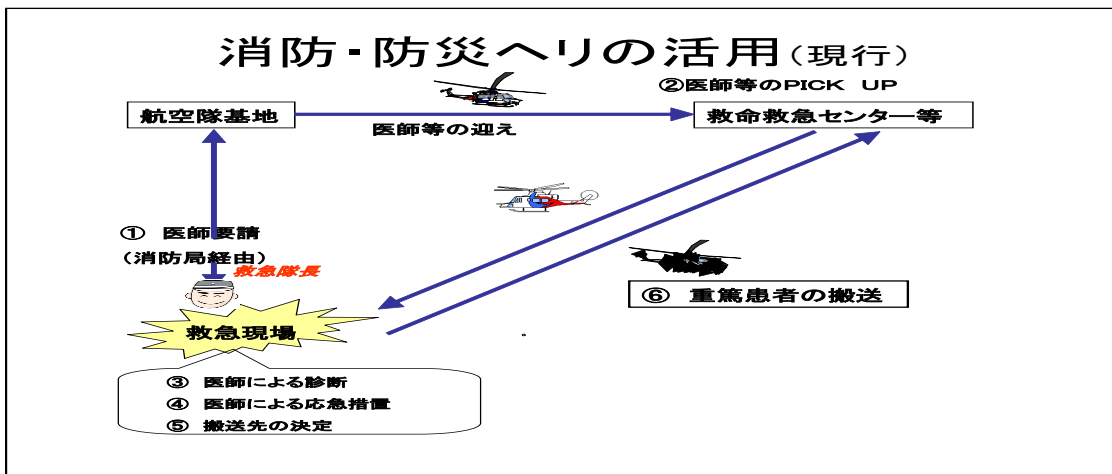 消防・防災ヘリの活用(現行)
②医師等のPICK UP
航空隊基地
救命救急センター等
医師等の迎え
① 医師要請
(消防局経由)
救急隊長
⑥ 重篤患者の搬送
救急現場
③ 医師による診断
④ 医師による応急措置
⑤ 搬送先の決定